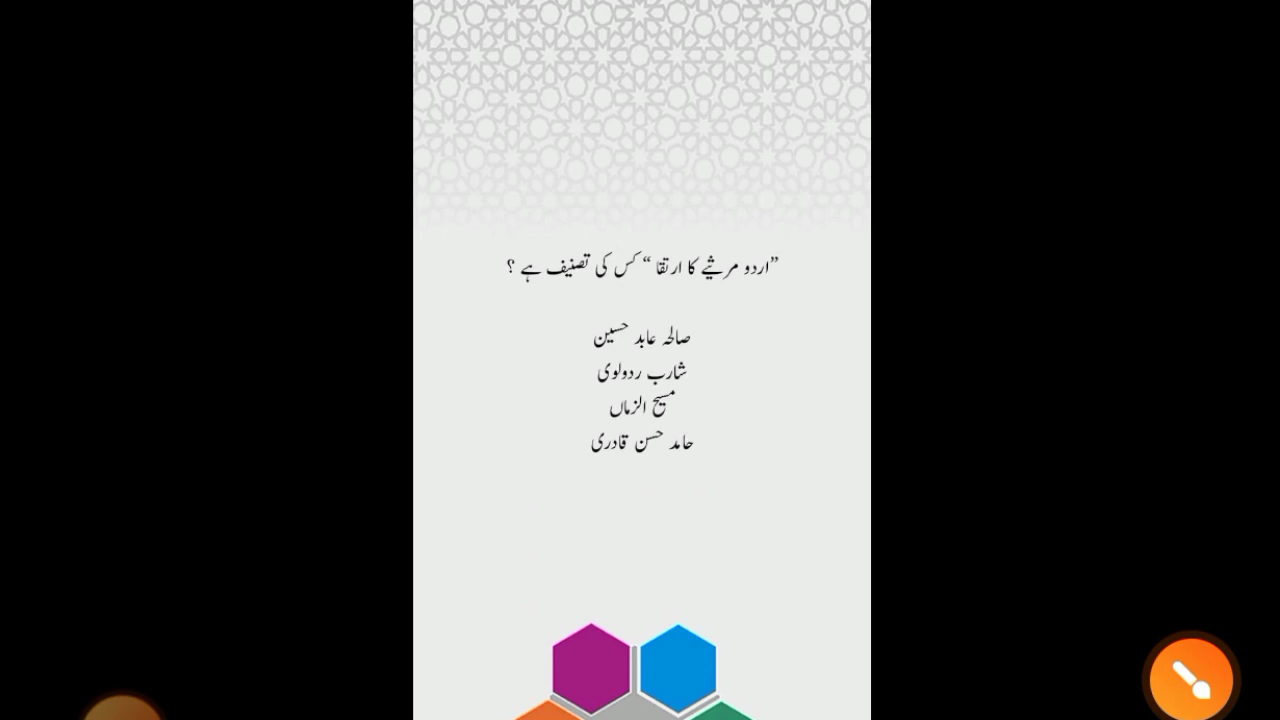 ”اردو مرثیے کا ارتقا “ کس کی تصنیف ہے ؟
صالحہ عابد حسین
شارب ردولوی
مسیح الزماں
حامد حسن قادری